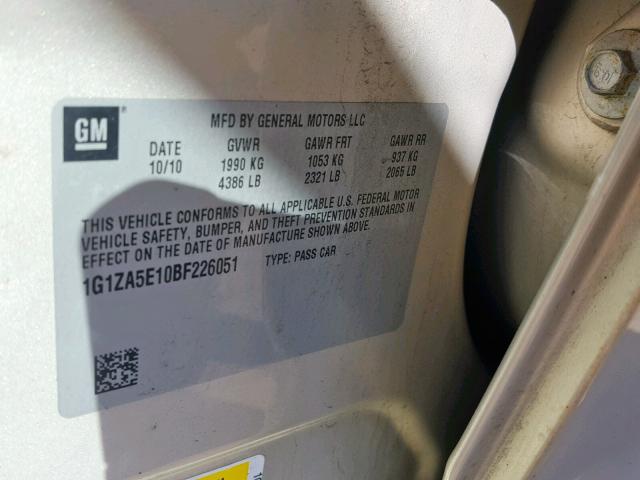 GM
MFD BY GENERAL MOTORS LLC
DATE GVWR GAWR FRT GAWR RR
10/10 1990 KG 1053 KG 937 KG
4386 LB 2321 LB 2065 LB
THIS VEHICLE CONFORMS TO ALL APPLICABLE U.S. FEDERAL MOTOR
VEHICLE SAFETY, BUMPER, AND THEFT PREVENTION STANDARDS IN
EFFECT ON THE DATE OF MANUFACTURE SHOWN ABOVE.
1G1ZA5E10BF226051 TYPE: PASS CAR